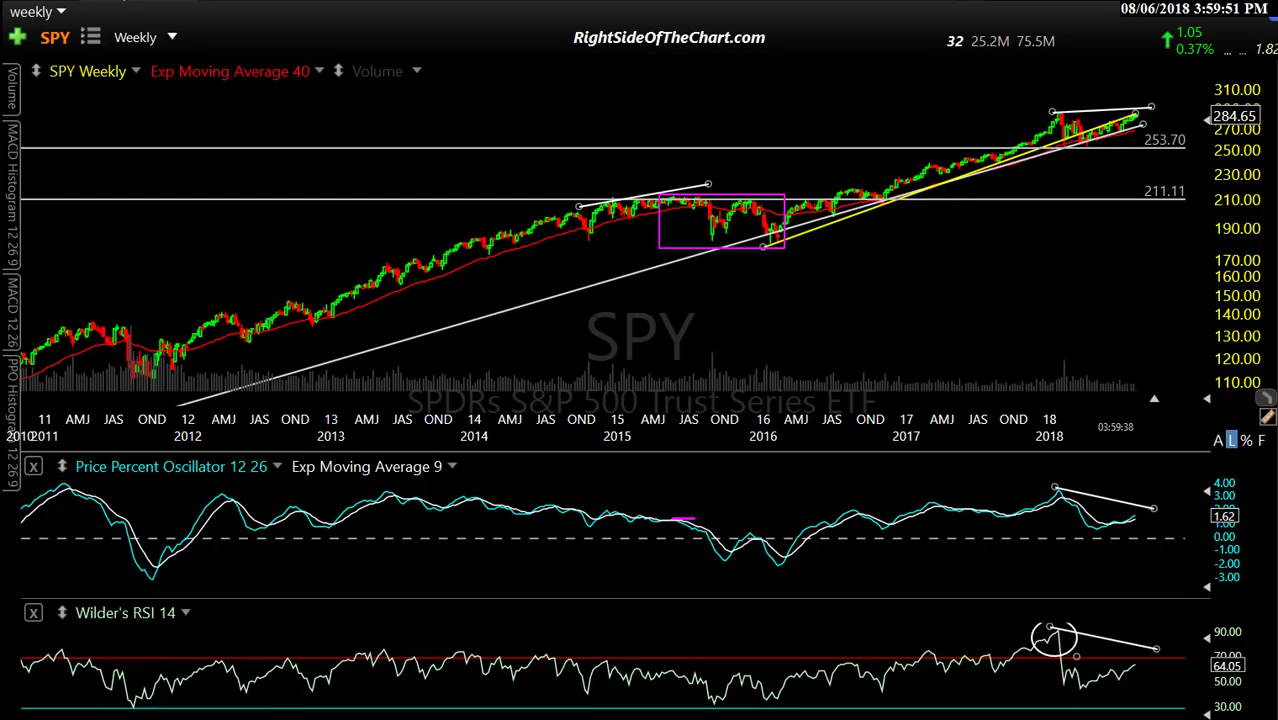 weekly
08/06/2018 3:59:51 PM
SPY Weekly
RightSideOfTheChart.com
32 25.2M 75.5M
1.05
0.37% ... ... 1.82
Volume
SPY Weekly Exp Moving Average 40 Volume
310.00
284.65
270.00
253.70
250.00
230.00
211.11
210.00
190.00
170.00
160.00
150.00
140.00
130.00
120.00
110.00
SPY
SPDRs S&P 500 Trust Series ETF
MACD Histogram 12 26 9
MACD 12 26
PPO Histogram 12 26 9
11 AMJ JAS OND 12 AMJ JAS OND 13 AMJ JAS OND 14 AMJ JAS OND 15 AMJ JAS OND 16 AMJ JAS OND 17 AMJ JAS OND 18
03:59:38
2010 2011 2012 2013 2014 2015 2016 2017 2018
A L % F
X Price Percent Oscillator 12 26 Exp Moving Average 9
4.00
3.00
1.62
1.00
0.00
-1.00
-2.00
-3.00
X Wilder's RSI 14
90.00
70.00
64.05
50.00
30.00